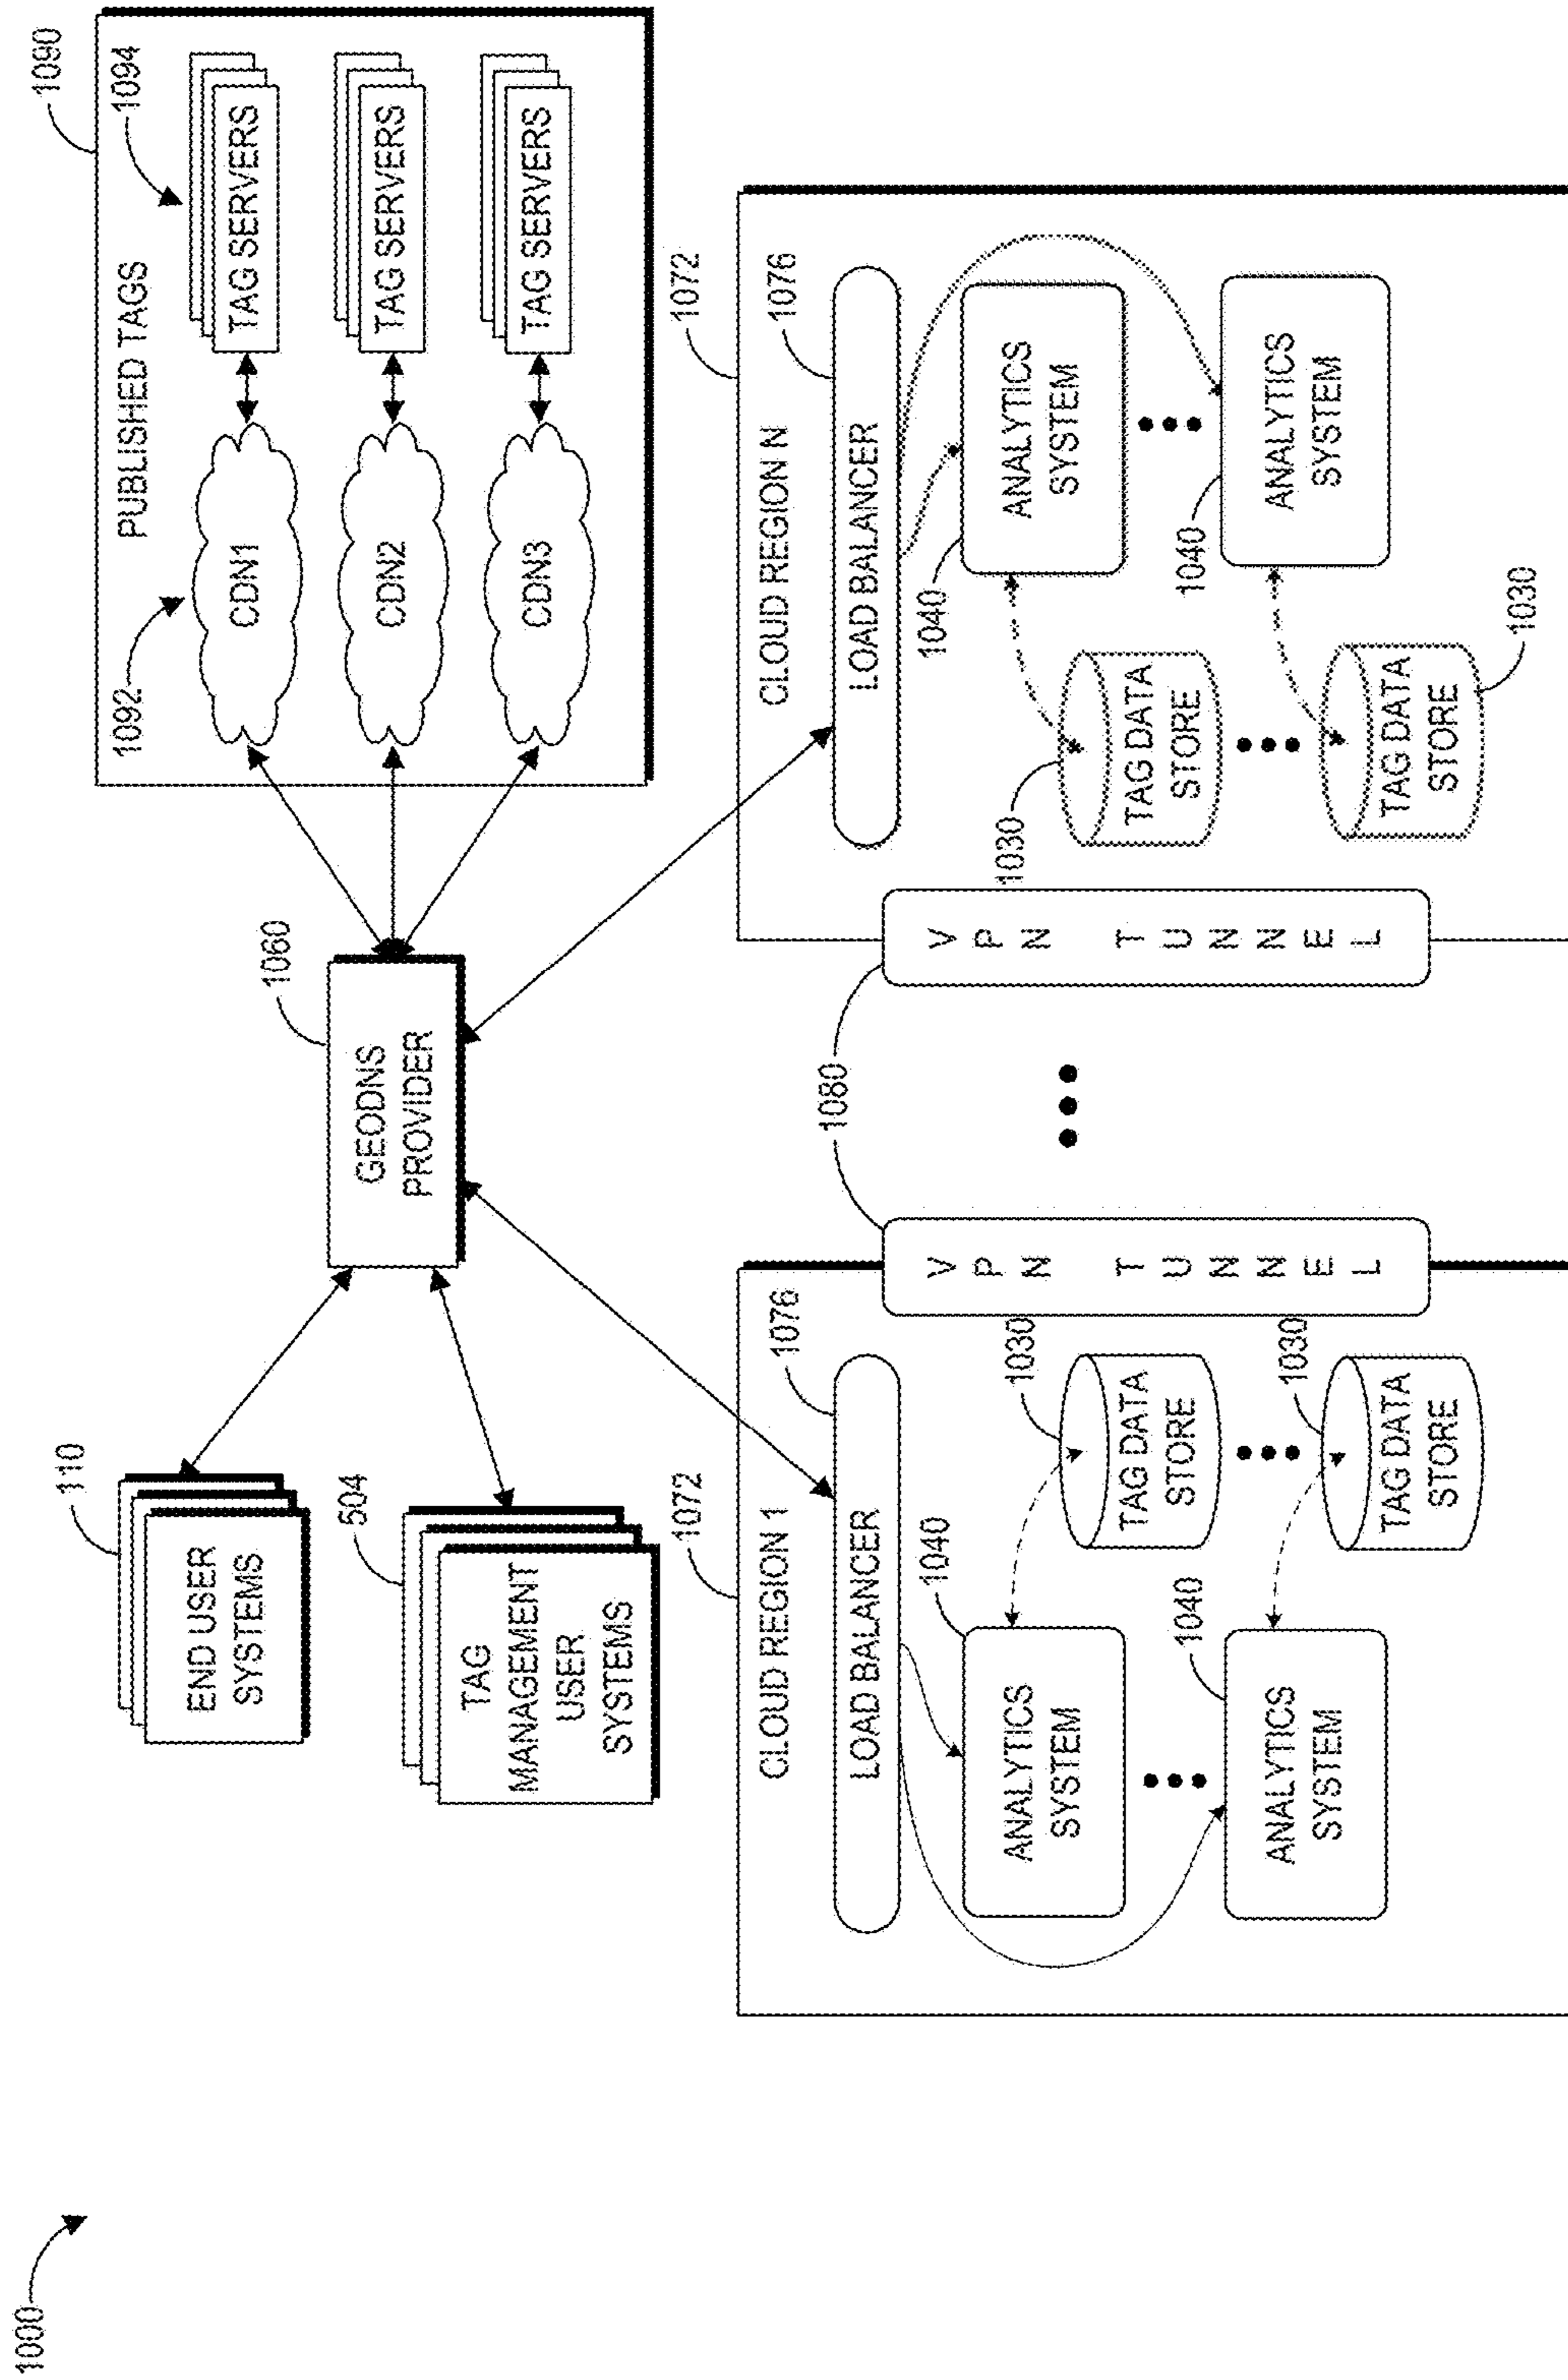 1000
110
END USER
SYSTEMS
504
TAG
MANAGEMENT
USER
SYSTEMS
1060
GEODNS
PROVIDER
1090
PUBLISHED TAGS
1092
1094
CDN1
TAG SERVERS
CDN2
TAG SERVERS
CDN3
TAG SERVERS
1072
CLOUD REGION 1
1076
LOAD BALANCER
1040
ANALYTICS
SYSTEM
1030
TAG DATA
STORE
1040
ANALYTICS
SYSTEM
1030
TAG DATA
STORE
VPN TUNNEL
1080
VPN TUNNEL
1072
CLOUD REGION N
1076
LOAD BALANCER
1030
TAG DATA
STORE
1040
ANALYTICS
SYSTEM
TAG DATA
STORE
1030
1040
ANALYTICS
SYSTEM